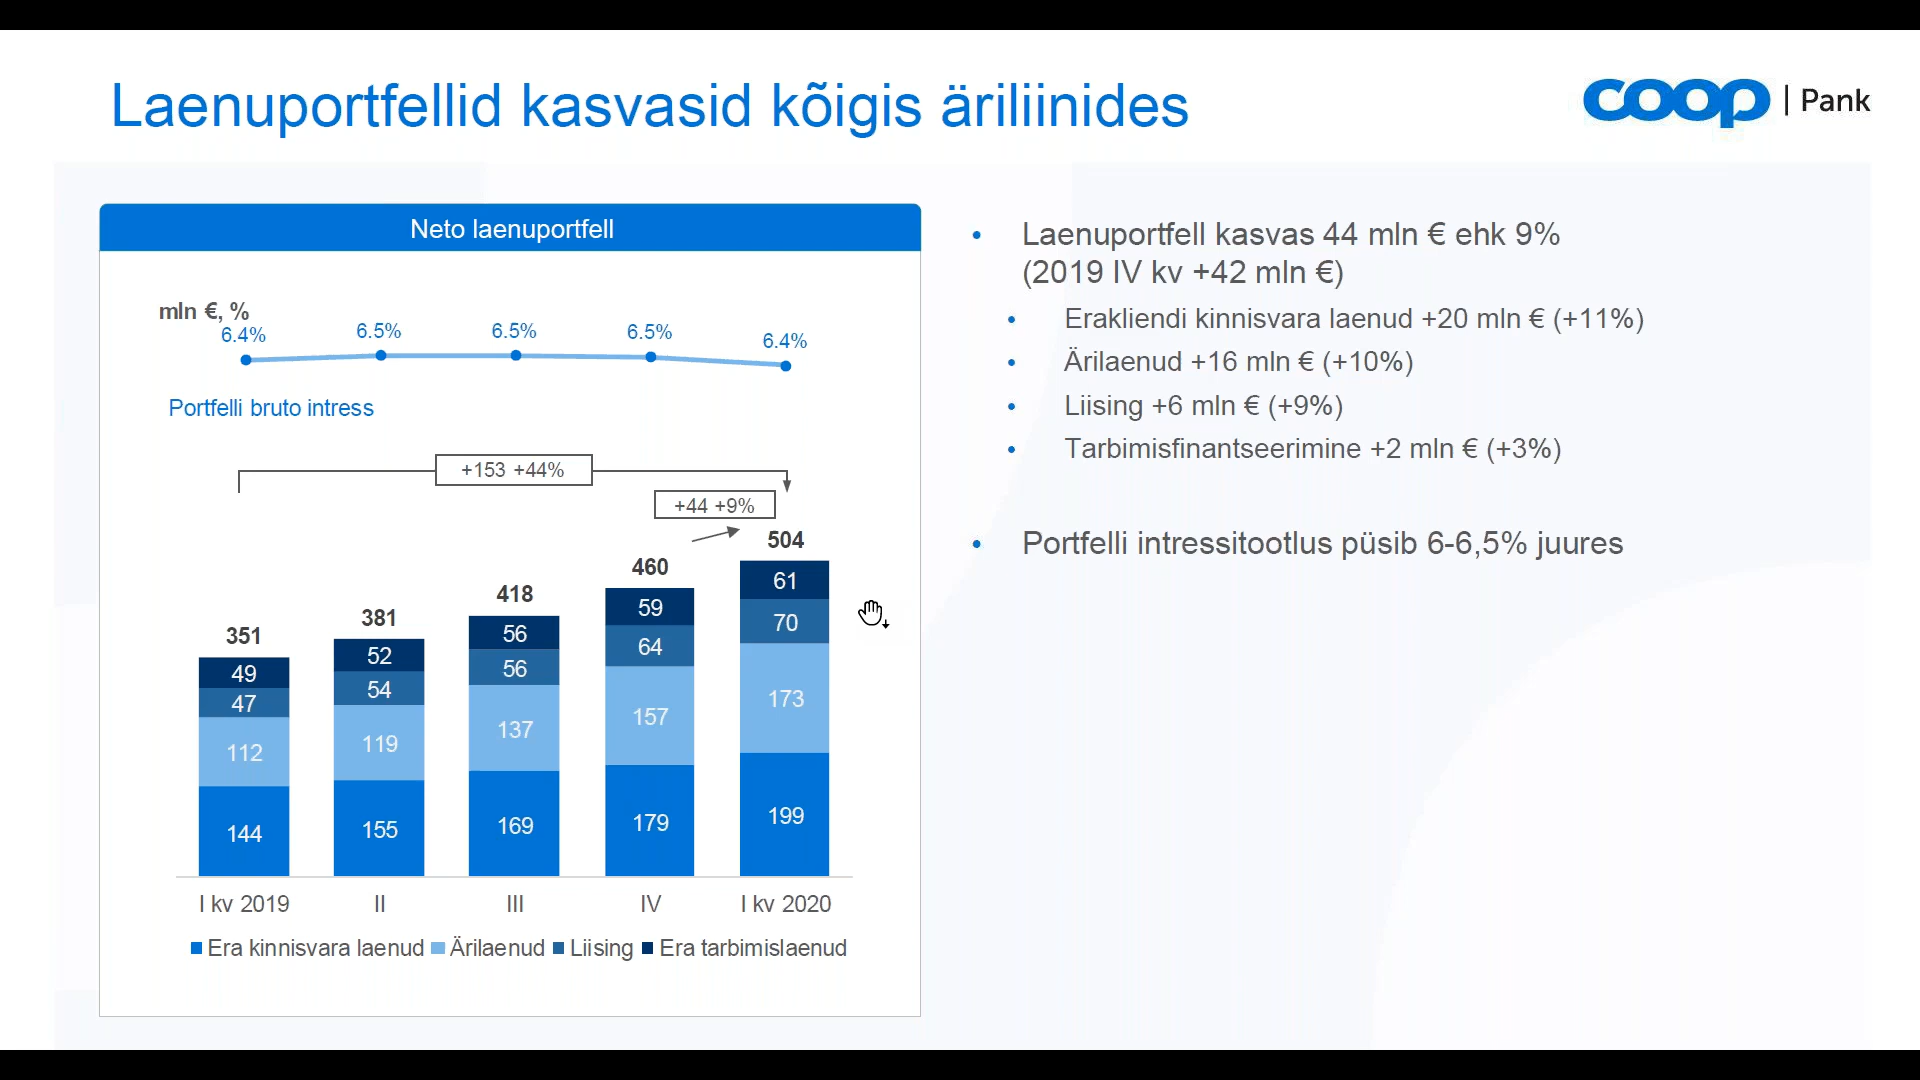 Laenuportfellid kasvasid kõigis äriliinides
coop | Pank
Neto laenuportfell
mln €, %
6.4% 6.5% 6.5% 6.5% 6.4%
Portfelli bruto intress
+153 +44%
+44 +9%
351 381 418 460 504
49 52 56 59 61
47 54 56 64 70
112 119 137 157 173
144 155 169 179 199
I kv 2019 II III IV I kv 2020
Era kinnisvara laenud Ärilaenud Liising Era tarbimislaenud
• Laenuportfell kasvas 44 mln € ehk 9%
(2019 IV kv +42 mln €)
• Erakliendi kinnisvara laenud +20 mln € (+11%)
• Ärilaenud +16 mln € (+10%)
• Liising +6 mln € (+9%)
• Tarbimisfinantseerimine +2 mln € (+3%)
• Portfelli intressitootlus püsib 6-6,5% juures